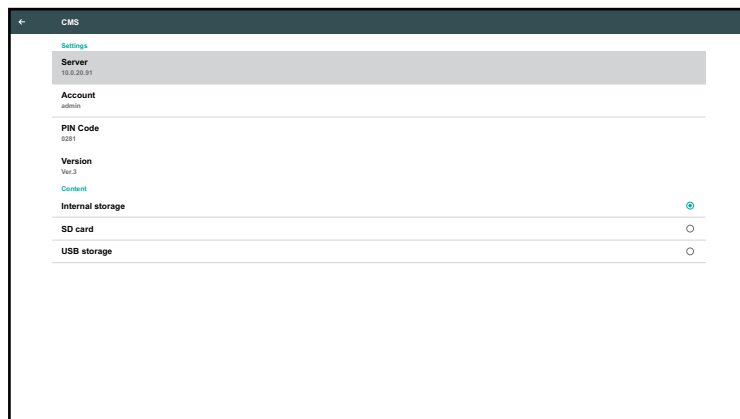 CMS
Settings
Server
10.0.20.91
Account
admin
PIN Code
0281
Version
Ver.3
Content
Internal storage
SD card
USB storage